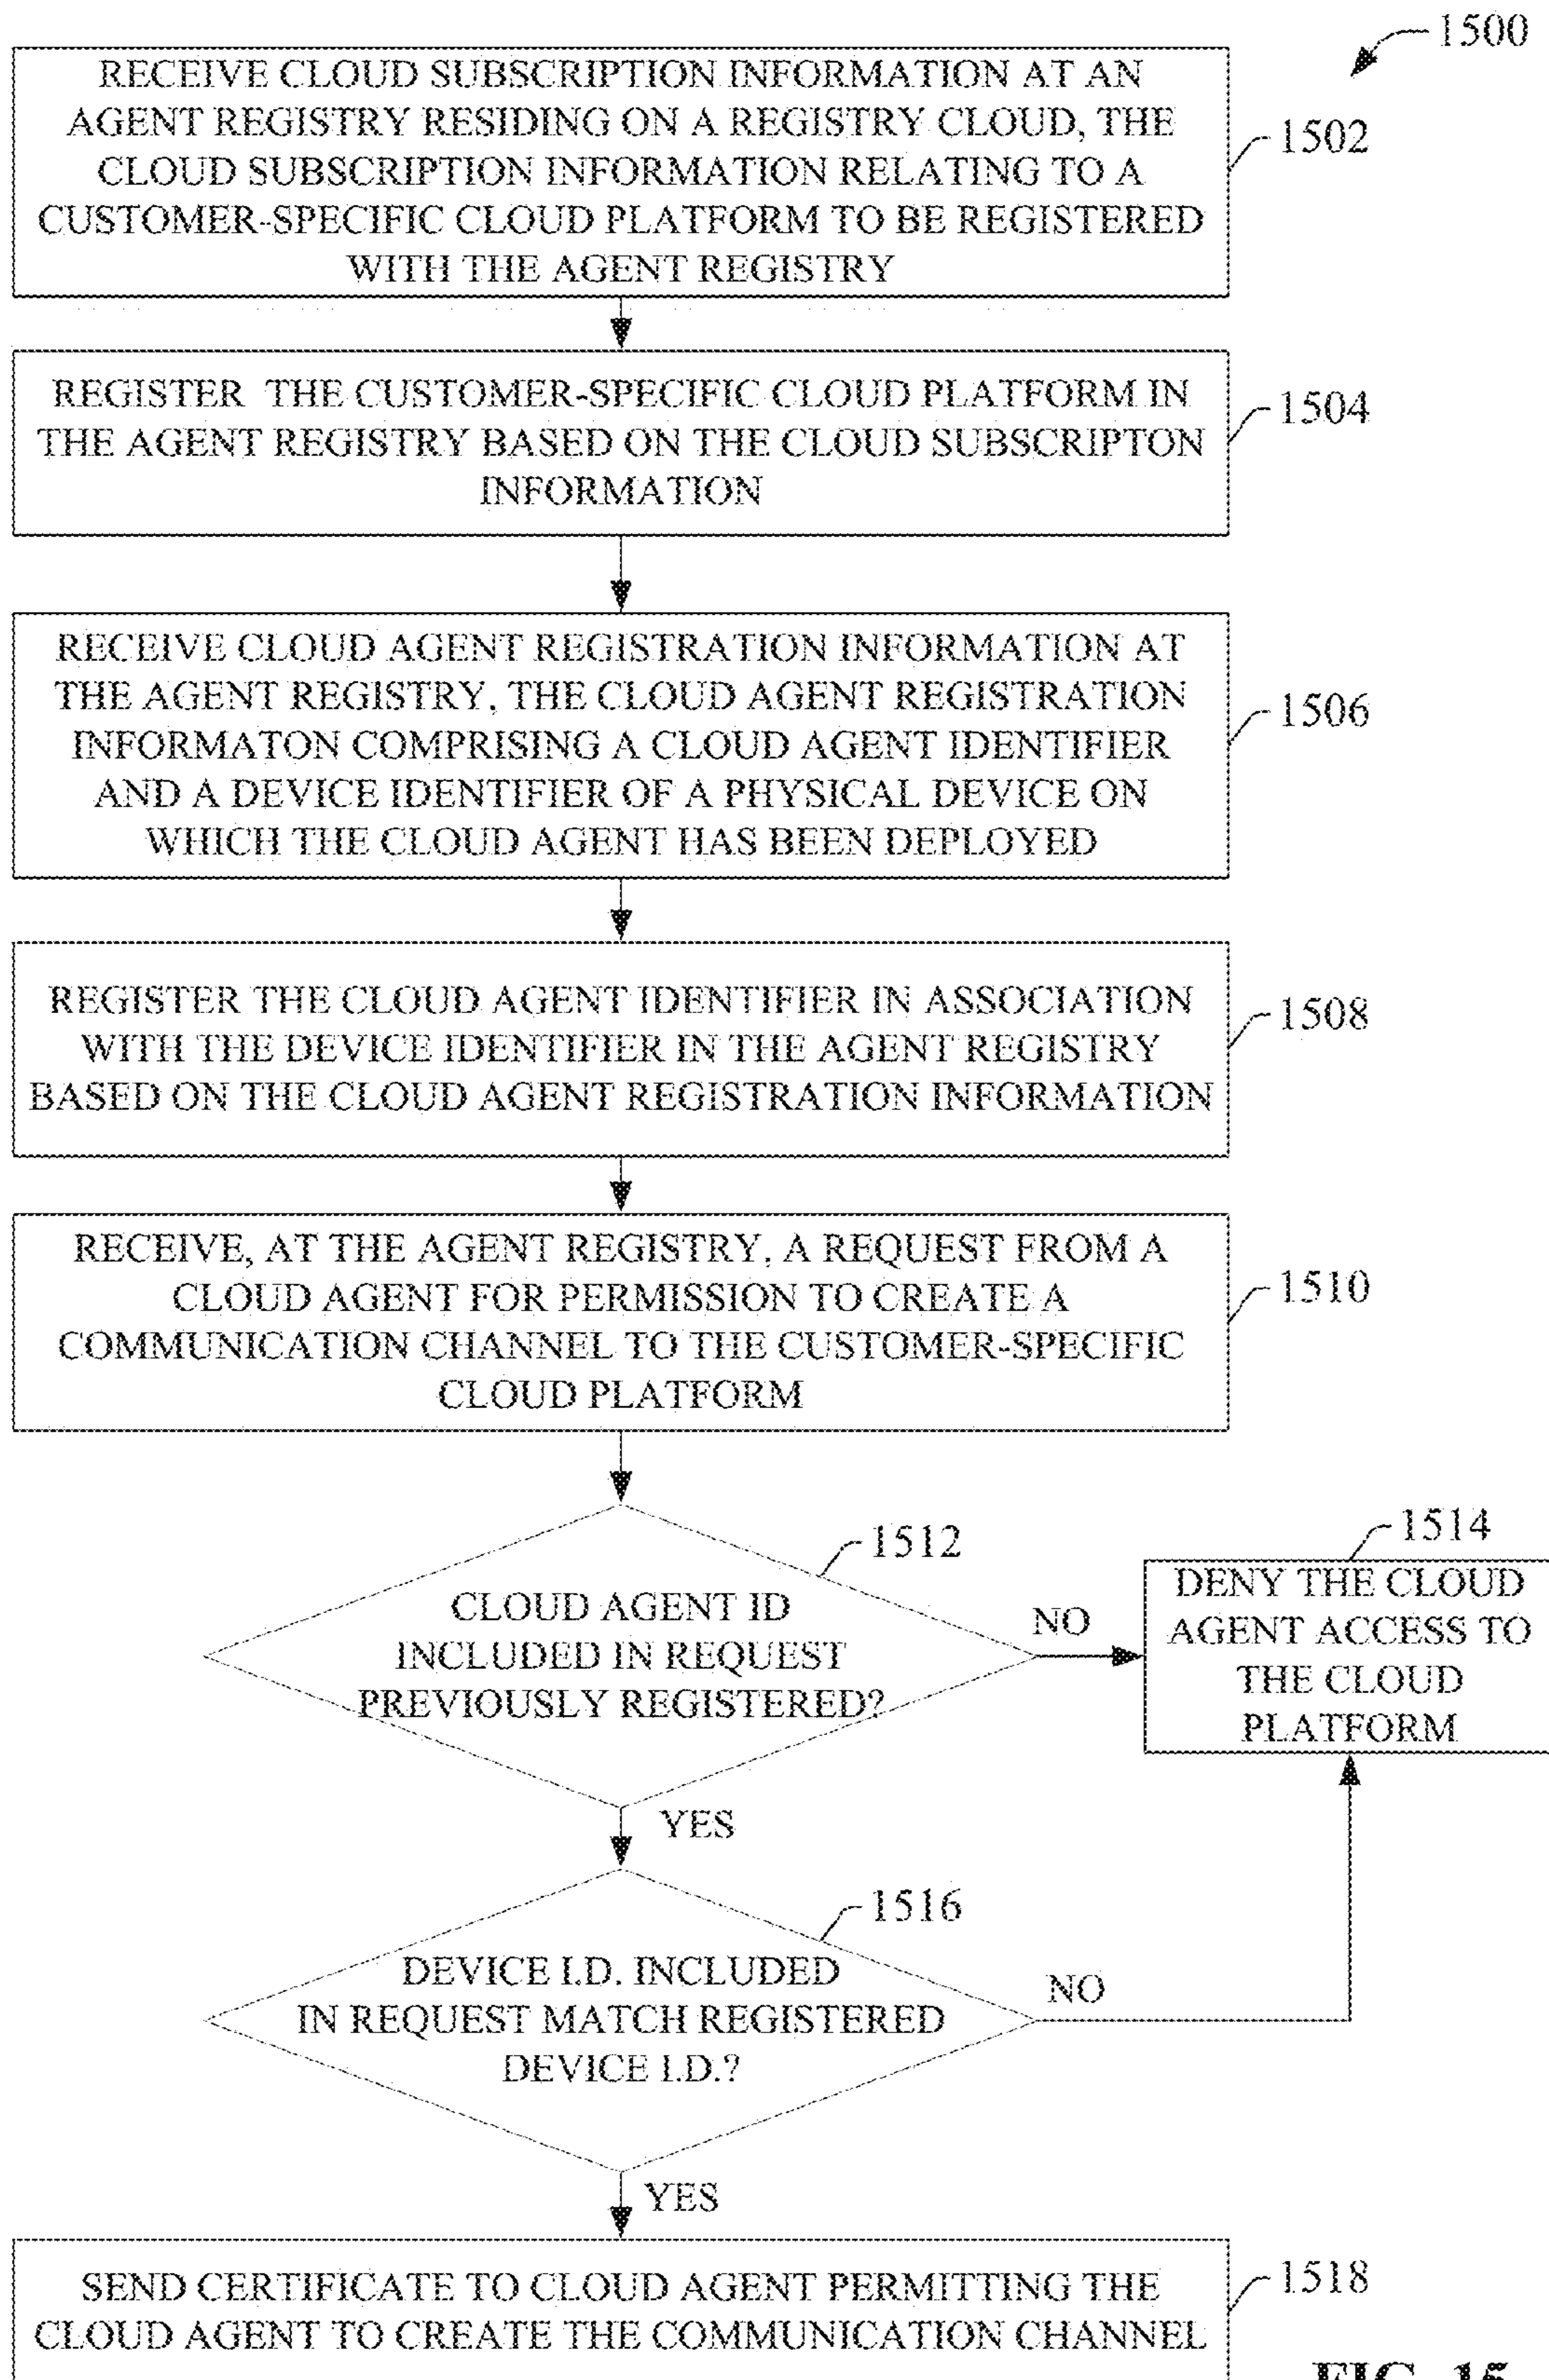 1500
RECEIVE CLOUD SUBSCRIPTION INFORMATION AT AN
AGENT REGISTRY RESIDING ON A REGISTRY CLOUD, THE
CLOUD SUBSCRIPTION INFORMATION RELATING TO A
CUSTOMER-SPECIFIC CLOUD PLATFORM TO BE REGISTERED
WITH THE AGENT REGISTRY
1502
REGISTER THE CUSTOMER-SPECIFIC CLOUD PLATFORM IN
THE AGENT REGISTRY BASED ON THE CLOUD SUBSCRIPTON
INFORMATION
1504
RECEIVE CLOUD AGENT REGISTRATION INFORMATION AT
THE AGENT REGISTRY, THE CLOUD AGENT REGISTRATION
INFORMATON COMPRISING A CLOUD AGENT IDENTIFIER
AND A DEVICE IDENTIFIER OF A PHYSICAL DEVICE ON
WHICH THE CLOUD AGENT HAS BEEN DEPLOYED
1506
REGISTER THE CLOUD AGENT IDENTIFIER IN ASSOCIATION
WITH THE DEVICE IDENTIFIER IN THE AGENT REGISTRY
BASED ON THE CLOUD AGENT REGISTRATION INFORMATION
1508
RECEIVE, AT THE AGENT REGISTRY, A REQUEST FROM A
CLOUD AGENT FOR PERMISSION TO CREATE A
COMMUNICATION CHANNEL TO THE CUSTOMER-SPECIFIC
CLOUD PLATFORM
1510
1512
CLOUD AGENT ID
INCLUDED IN REQUEST
PREVIOUSLY REGISTERED?
NO
1514
DENY THE CLOUD
AGENT ACCESS TO
THE CLOUD
PLATFORM
YES
1516
DEVICE I.D. INCLUDED
IN REQUEST MATCH REGISTERED
DEVICE I.D.?
NO
YES
SEND CERTIFICATE TO CLOUD AGENT PERMITTING THE
CLOUD AGENT TO CREATE THE COMMUNICATION CHANNEL
1518
FIG. 15